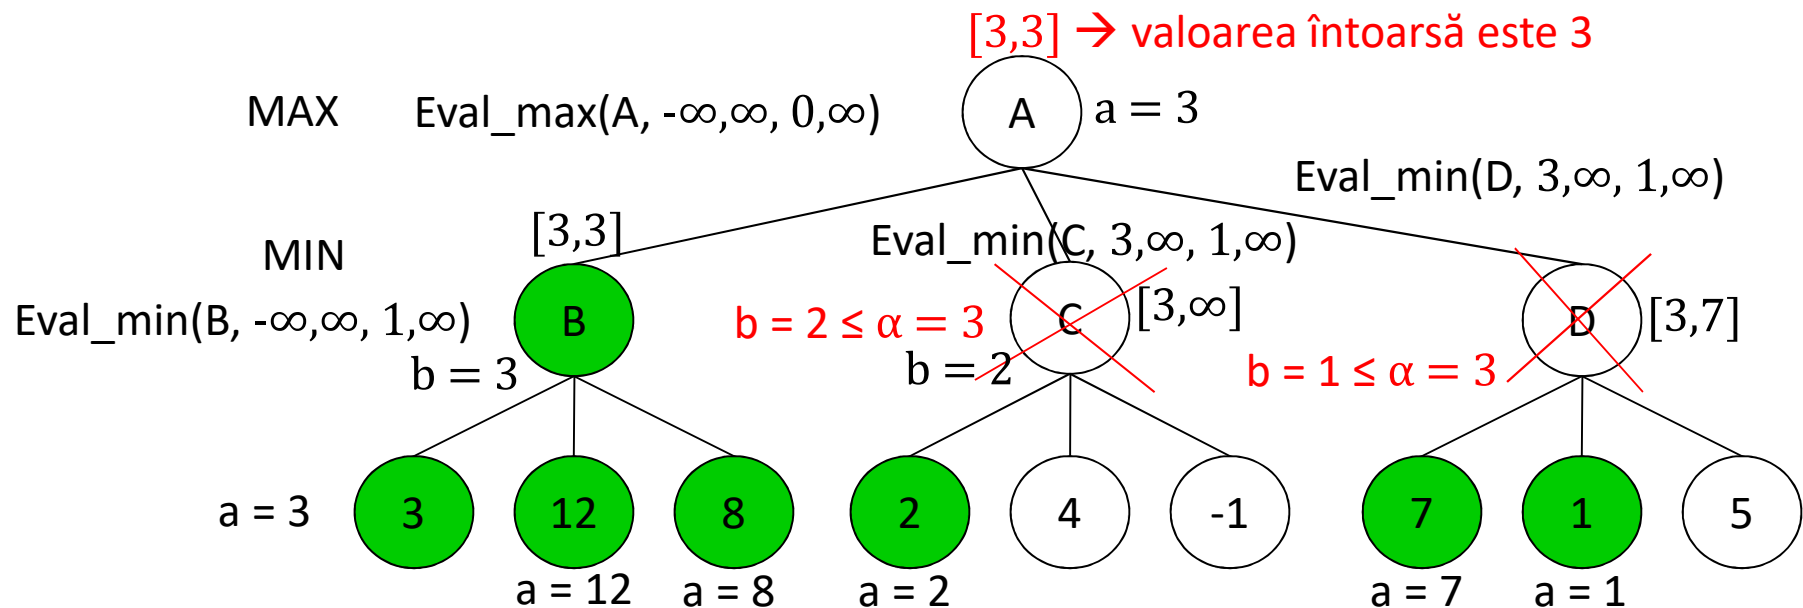 [3,3] → valoarea întoarsă este 3
MAX Eval_max(A, -∞,∞, 0,∞) A a = 3
Eval_min(D, 3,∞, 1,∞)
[3,3] Eval_min(C, 3,∞, 1,∞)
MIN
Eval_min(B, -∞,∞, 1,∞) B b = 2 ≤ α = 3 C [3,∞] D [3,7]
b = 3 b = 2 b = 1 ≤ α = 3
a = 3 3 12 8 2 4 -1 7 1 5
a = 12 a = 8 a = 2 a = 7 a = 1